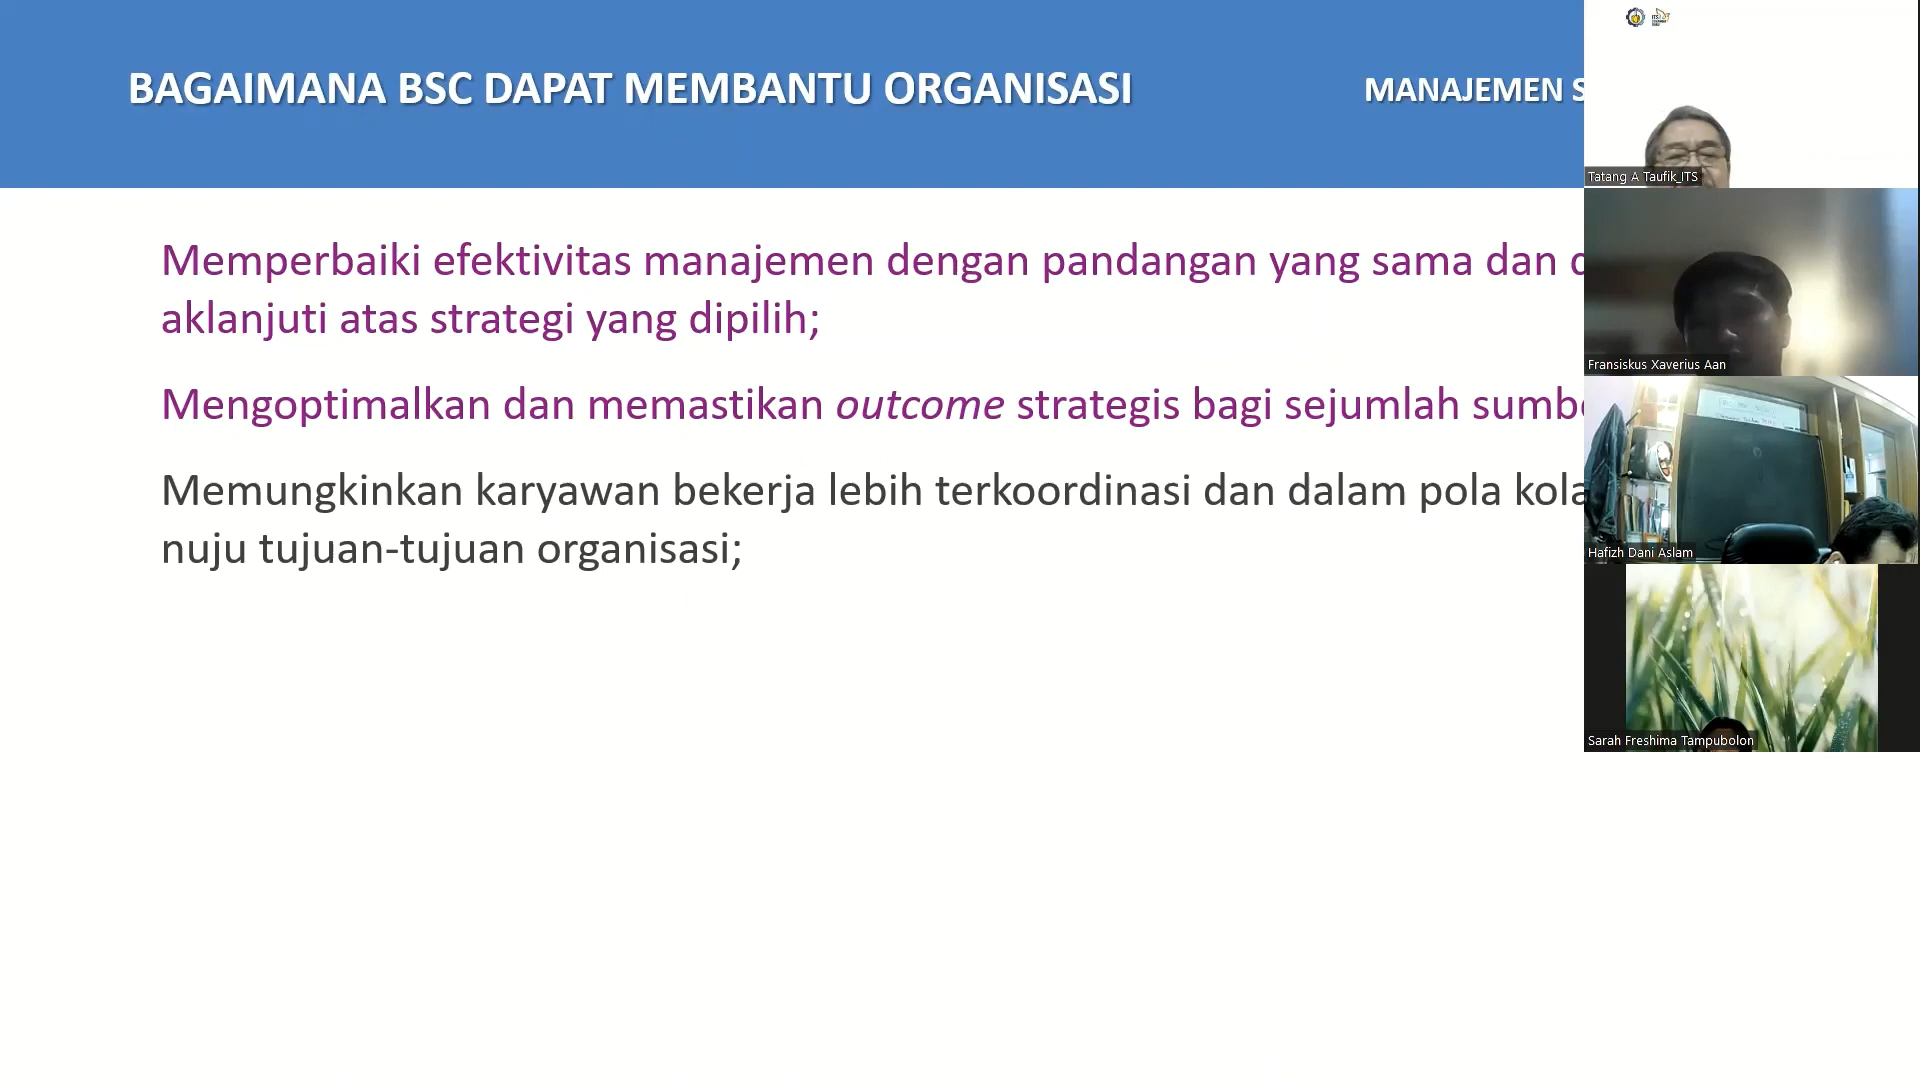 BAGAIMANA BSC DAPAT MEMBANTU ORGANISASI
MANAJEMEN
Memperbaiki efektivitas manajemen dengan pandangan yang sama dan
aklanjuti atas strategi yang dipilih;
Mengoptimalkan dan memastikan outcome strategis bagi sejumlah
Memungkinkan karyawan bekerja lebih terkoordinasi dan dalam pola
nuju tujuan-tujuan organisasi;
Tatang A Taufik_ITS
Fransiskus Xaverius Aan
Hafizh Dani Aslam
Sarah Freshima Tampubolon